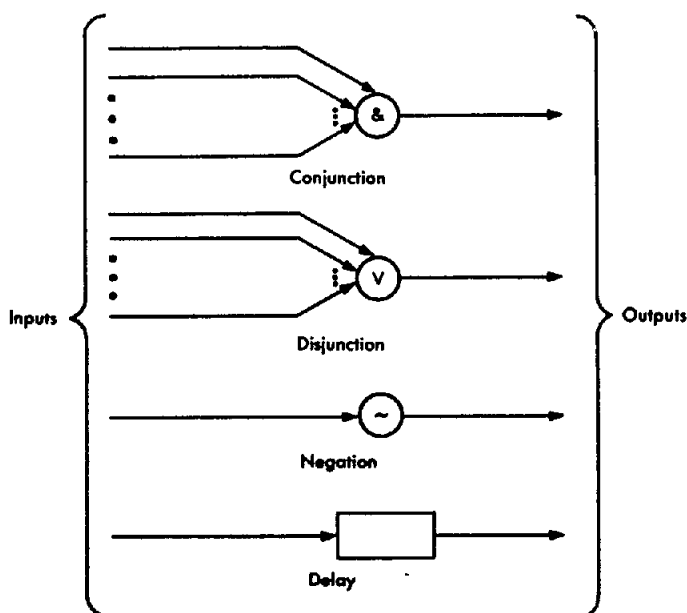 &
Conjunction
V
Inputs
Outputs
Disjunction
~
Negation
Delay